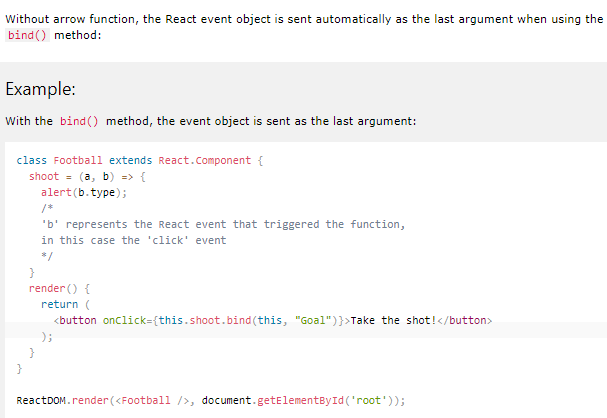 Without arrow function, the React event object is sent automatically as the last argument when using the
bind() method:
Example:
With the bind() method, the event object is sent as the last argument:
class Football extends React.Component {
  shoot = (a, b) => {
    alert(b.type);
    /*
    'b' represents the React event that triggered the function,
    in this case the 'click' event
    */
  }
  render() {
    return (
      <button onClick={this.shoot.bind(this, "Goal")}>Take the shot!</button>
    );
  }
}
ReactDOM.render(<Football />, document.getElementById('root'));